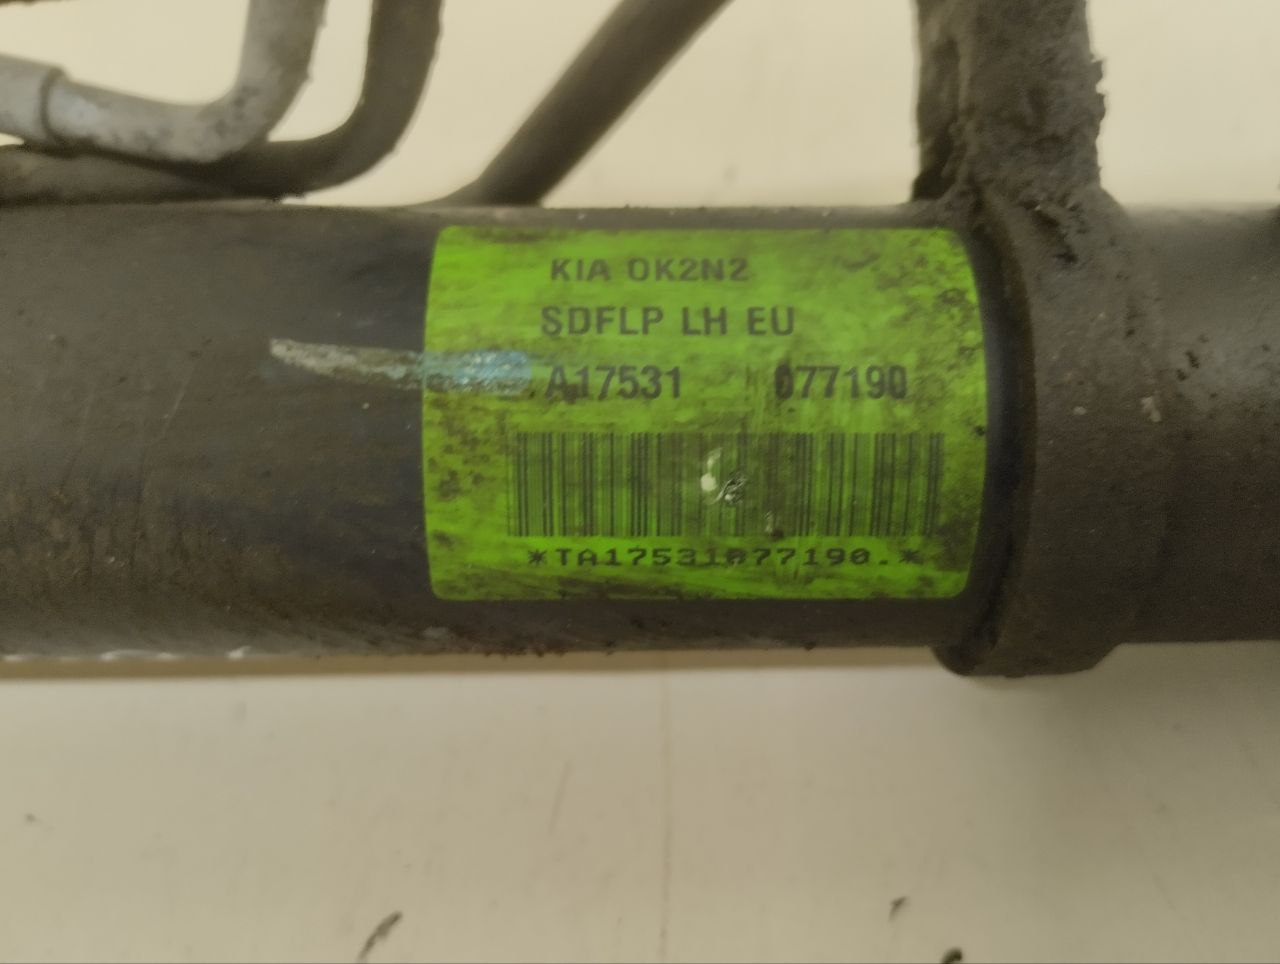 KIA OK2N2
SDFLP LH EU
A17531 077190
*TA17531077190.*